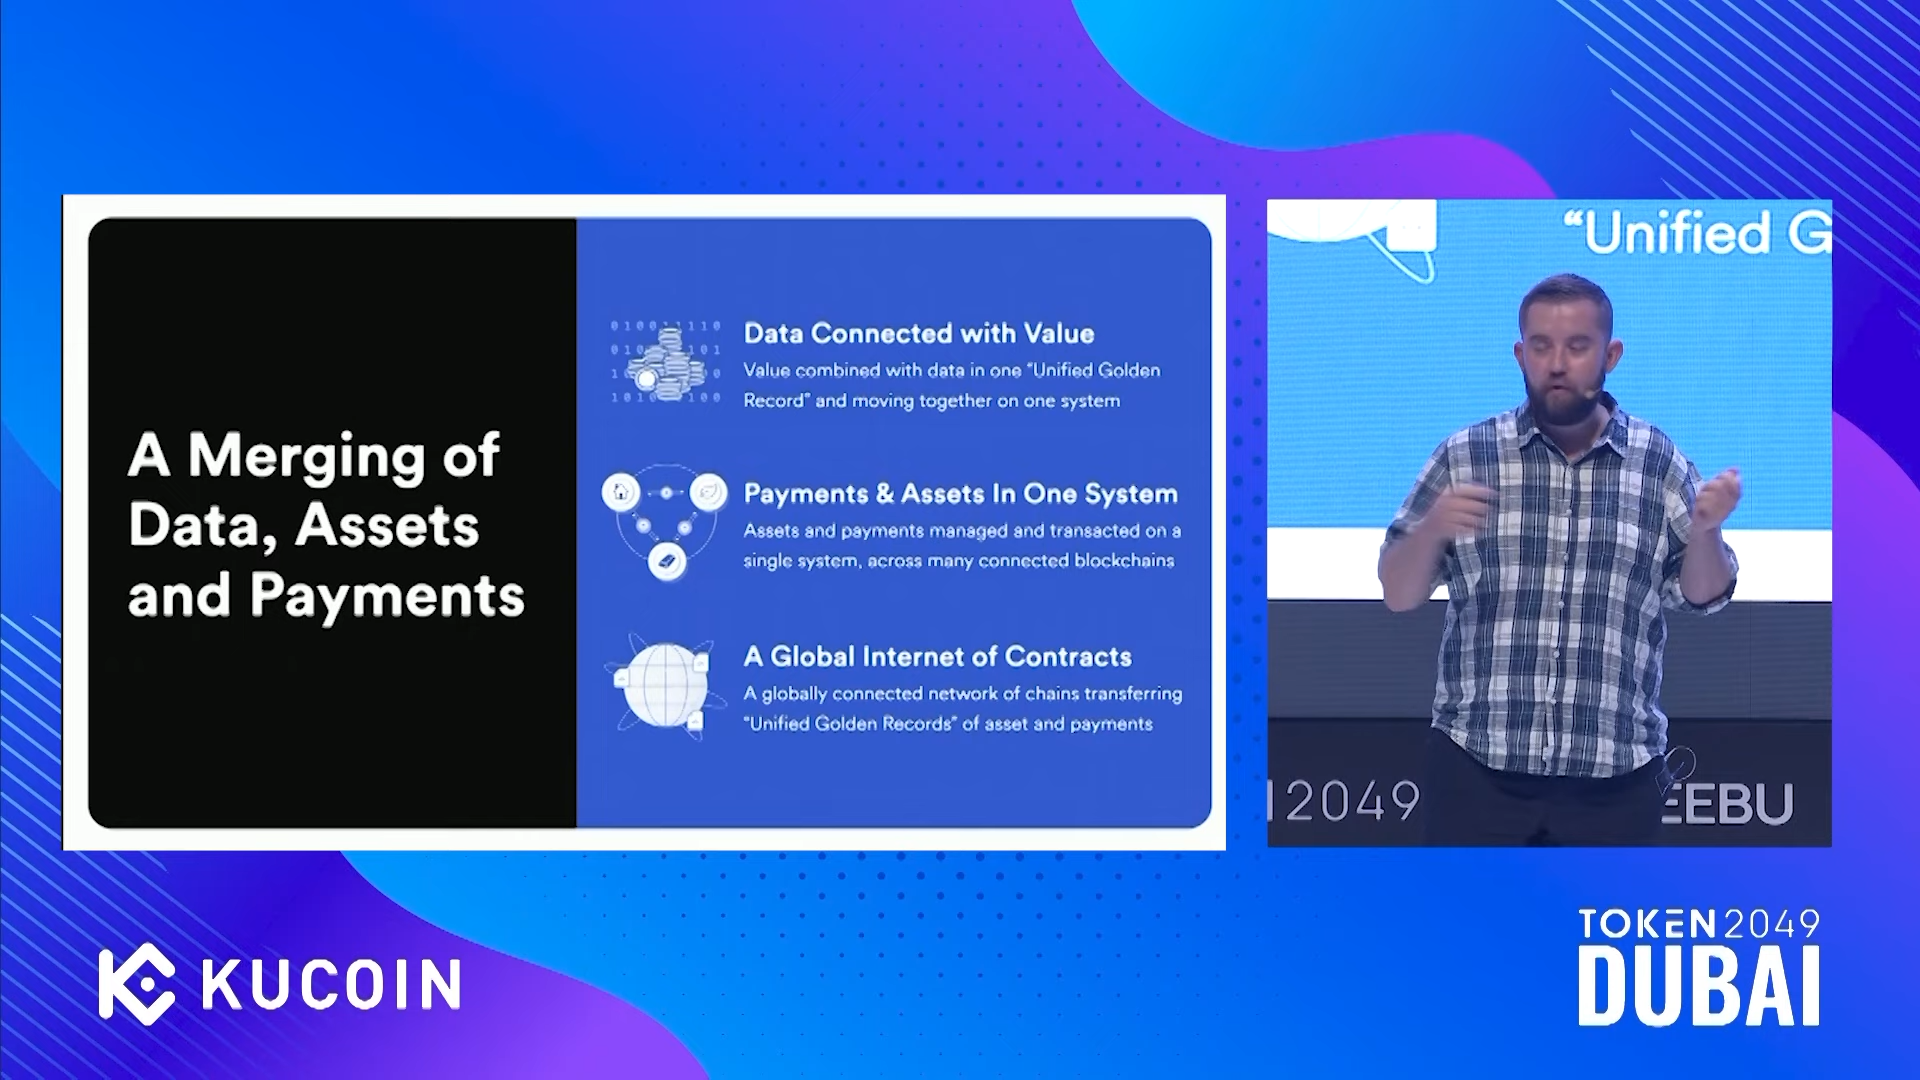 A Merging of
Data, Assets
and Payments
Data Connected with Value
Value combined with data in one “Unified Golden
Record” and moving together on one system
Payments & Assets In One System
Assets and payments managed and transacted on a
single system, across many connected blockchains
A Global Internet of Contracts
A globally connected network of chains transferring
“Unified Golden Records” of asset and payments
“Unified G
2049
EEBU
KUCOIN
TOKEN2049
DUBAI